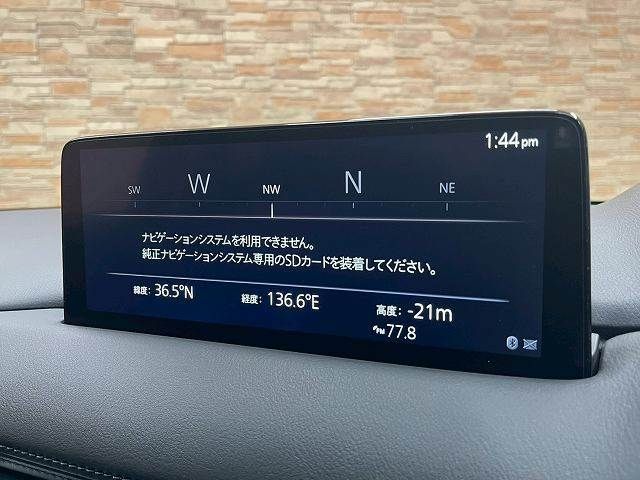 1:44pm
SW W NW N NE
ナビゲーションシステムを利用できません。
純正ナビゲーションシステム専用のSDカードを装着してください。
緯度: 36.5°N 経度: 136.6°E 高度: -21m
77.8